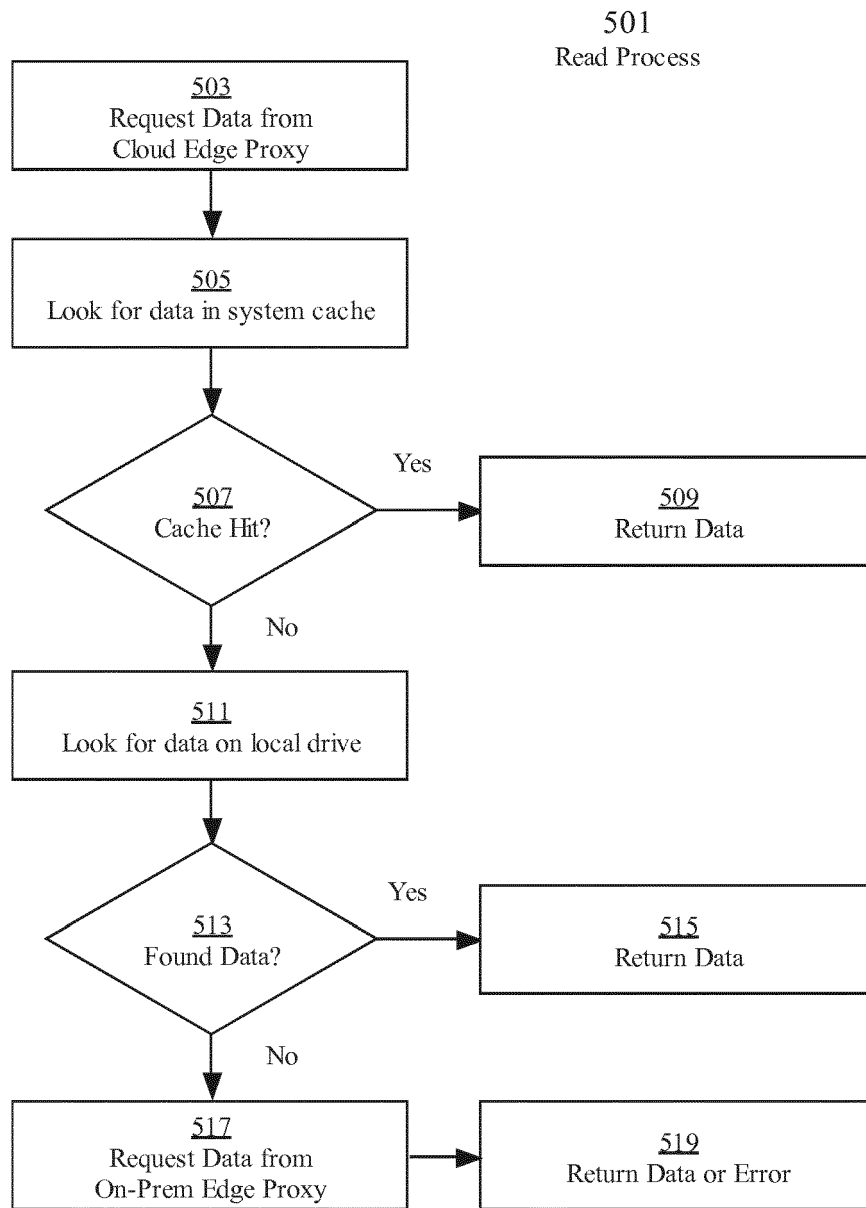 501
Read Process
503
Request Data from
Cloud Edge Proxy
505
Look for data in system cache
507
Cache Hit?
Yes
509
Return Data
No
511
Look for data on local drive
513
Found Data?
Yes
515
Return Data
No
517
Request Data from
On-Prem Edge Proxy
519
Return Data or Error